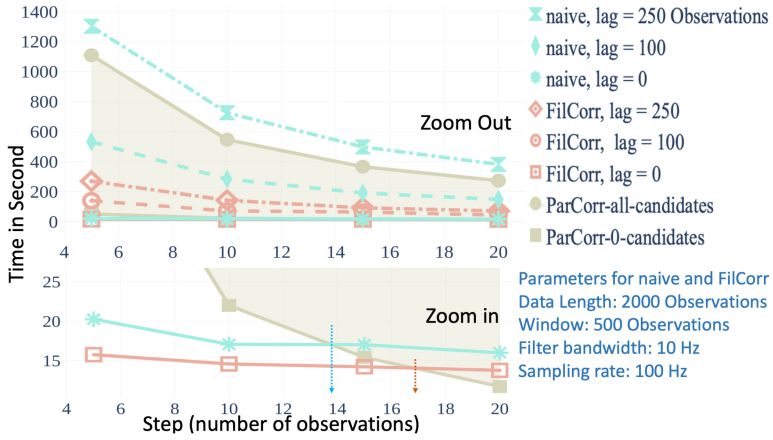 1400
1200
1000
800
600
400
200
0
4 6 8 10 12 14 16 18 20
Time in Second
Zoom Out
naive, lag = 250 Observations
naive, lag = 100
naive, lag = 0
FilCorr, lag = 250
FilCorr, lag = 100
FilCorr, lag = 0
ParCorr-all-candidates
ParCorr-0-candidates
25
20
15
4 6 8 10 12 14 16 18 20
Zoom in
Step (number of observations)
Parameters for naive and FilCorr
Data Length: 2000 Observations
Window: 500 Observations
Filter bandwidth: 10 Hz
Sampling rate: 100 Hz